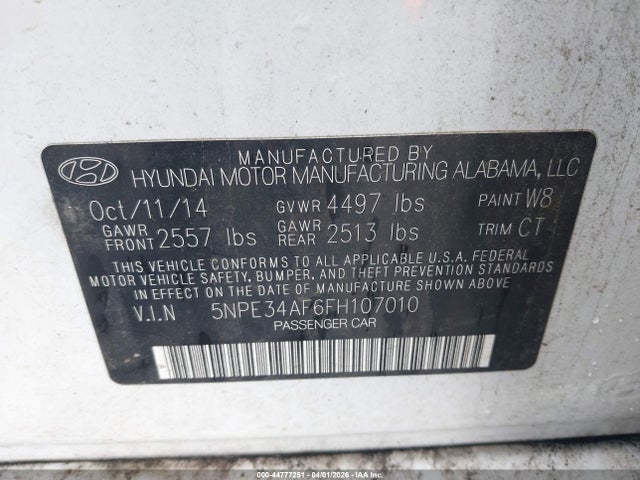 MANUFACTURED BY
HYUNDAI MOTOR MANUFACTURING ALABAMA, LLC
Oct/11/14 GVWR 4497 lbs PAINT W8
GAWR FRONT 2557 lbs GAWR REAR 2513 lbs TRIM CT
THIS VEHICLE CONFORMS TO ALL APPLICABLE U.S.A. FEDERAL
MOTOR VEHICLE SAFETY, BUMPER, AND THEFT PREVENTION STANDARDS
IN EFFECT ON THE DATE OF MANUFACTURE SHOWN ABOVE.
V.I.N 5NPE34AF6FH107010
PASSENGER CAR
000-44777251 04/01/2026 IAA Holdings, LLC